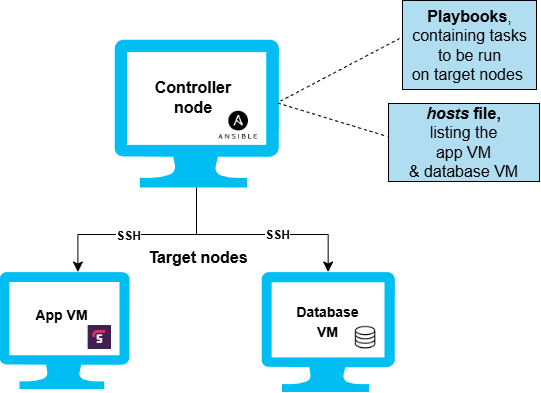 Playbooks,
containing tasks
to be run
on target nodes
Controller
node
ANSIBLE
hosts file,
listing the
app VM
& database VM
SSH
SSH
Target nodes
App VM
Database
VM